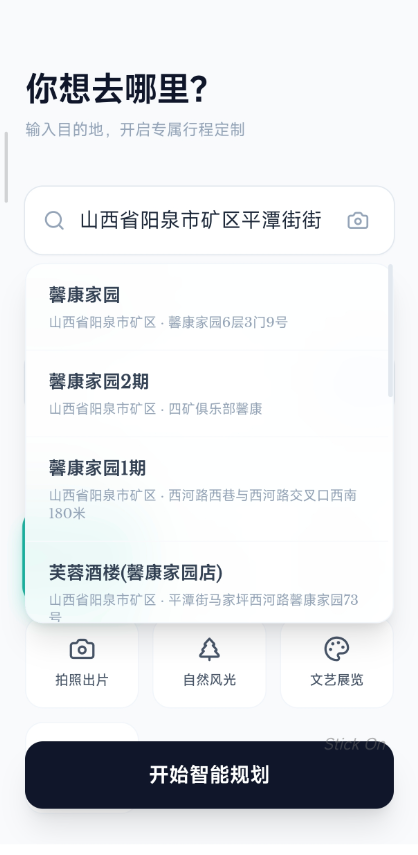 你想去哪里?
输入目的地，开启专属行程定制
山西省阳泉市矿区平潭街街
馨康家园
山西省阳泉市矿区 · 馨康家园6层3门9号
馨康家园2期
山西省阳泉市矿区 · 四矿俱乐部馨康
馨康家园1期
山西省阳泉市矿区 · 西河路西巷与西河路交叉口西南
180米
芙蓉酒楼(馨康家园店)
山西省阳泉市矿区 · 平潭街马家坪西河路馨康家园73
号
拍照出片
自然风光
文艺展览
Stick On
开始智能规划